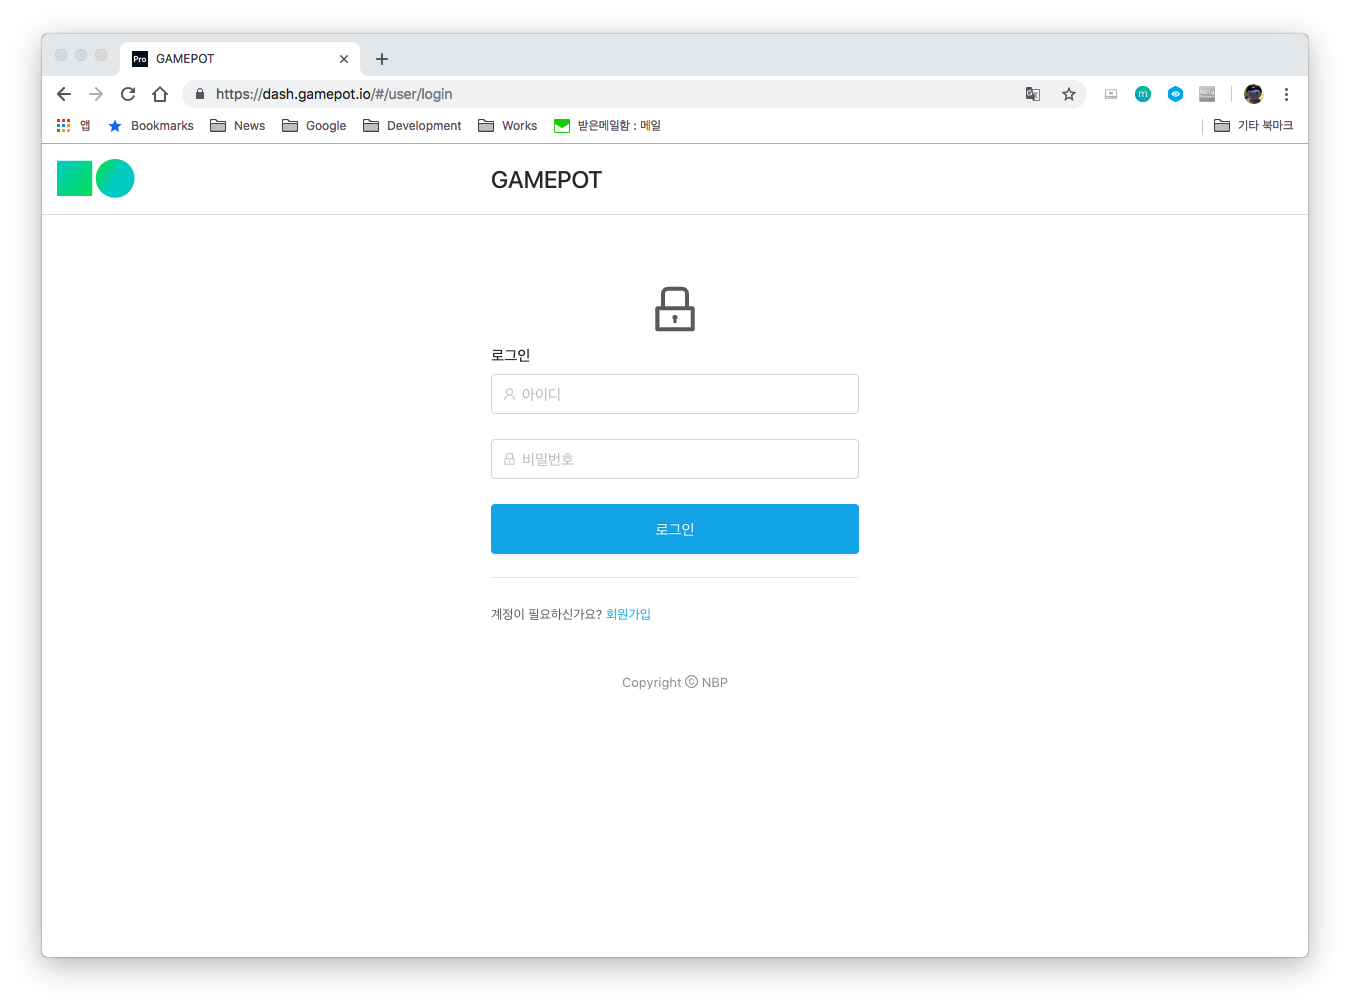 Pro GAMEPOT
https://dash.gamepot.io/#/user/login
m
앱 Bookmarks News Google Development Works 받은메일함 : 메일 기타 북마크
GAMEPOT
로그인
아이디
비밀번호
로그인
계정이 필요하신가요? 회원가입
Copyright ⓒ NBP